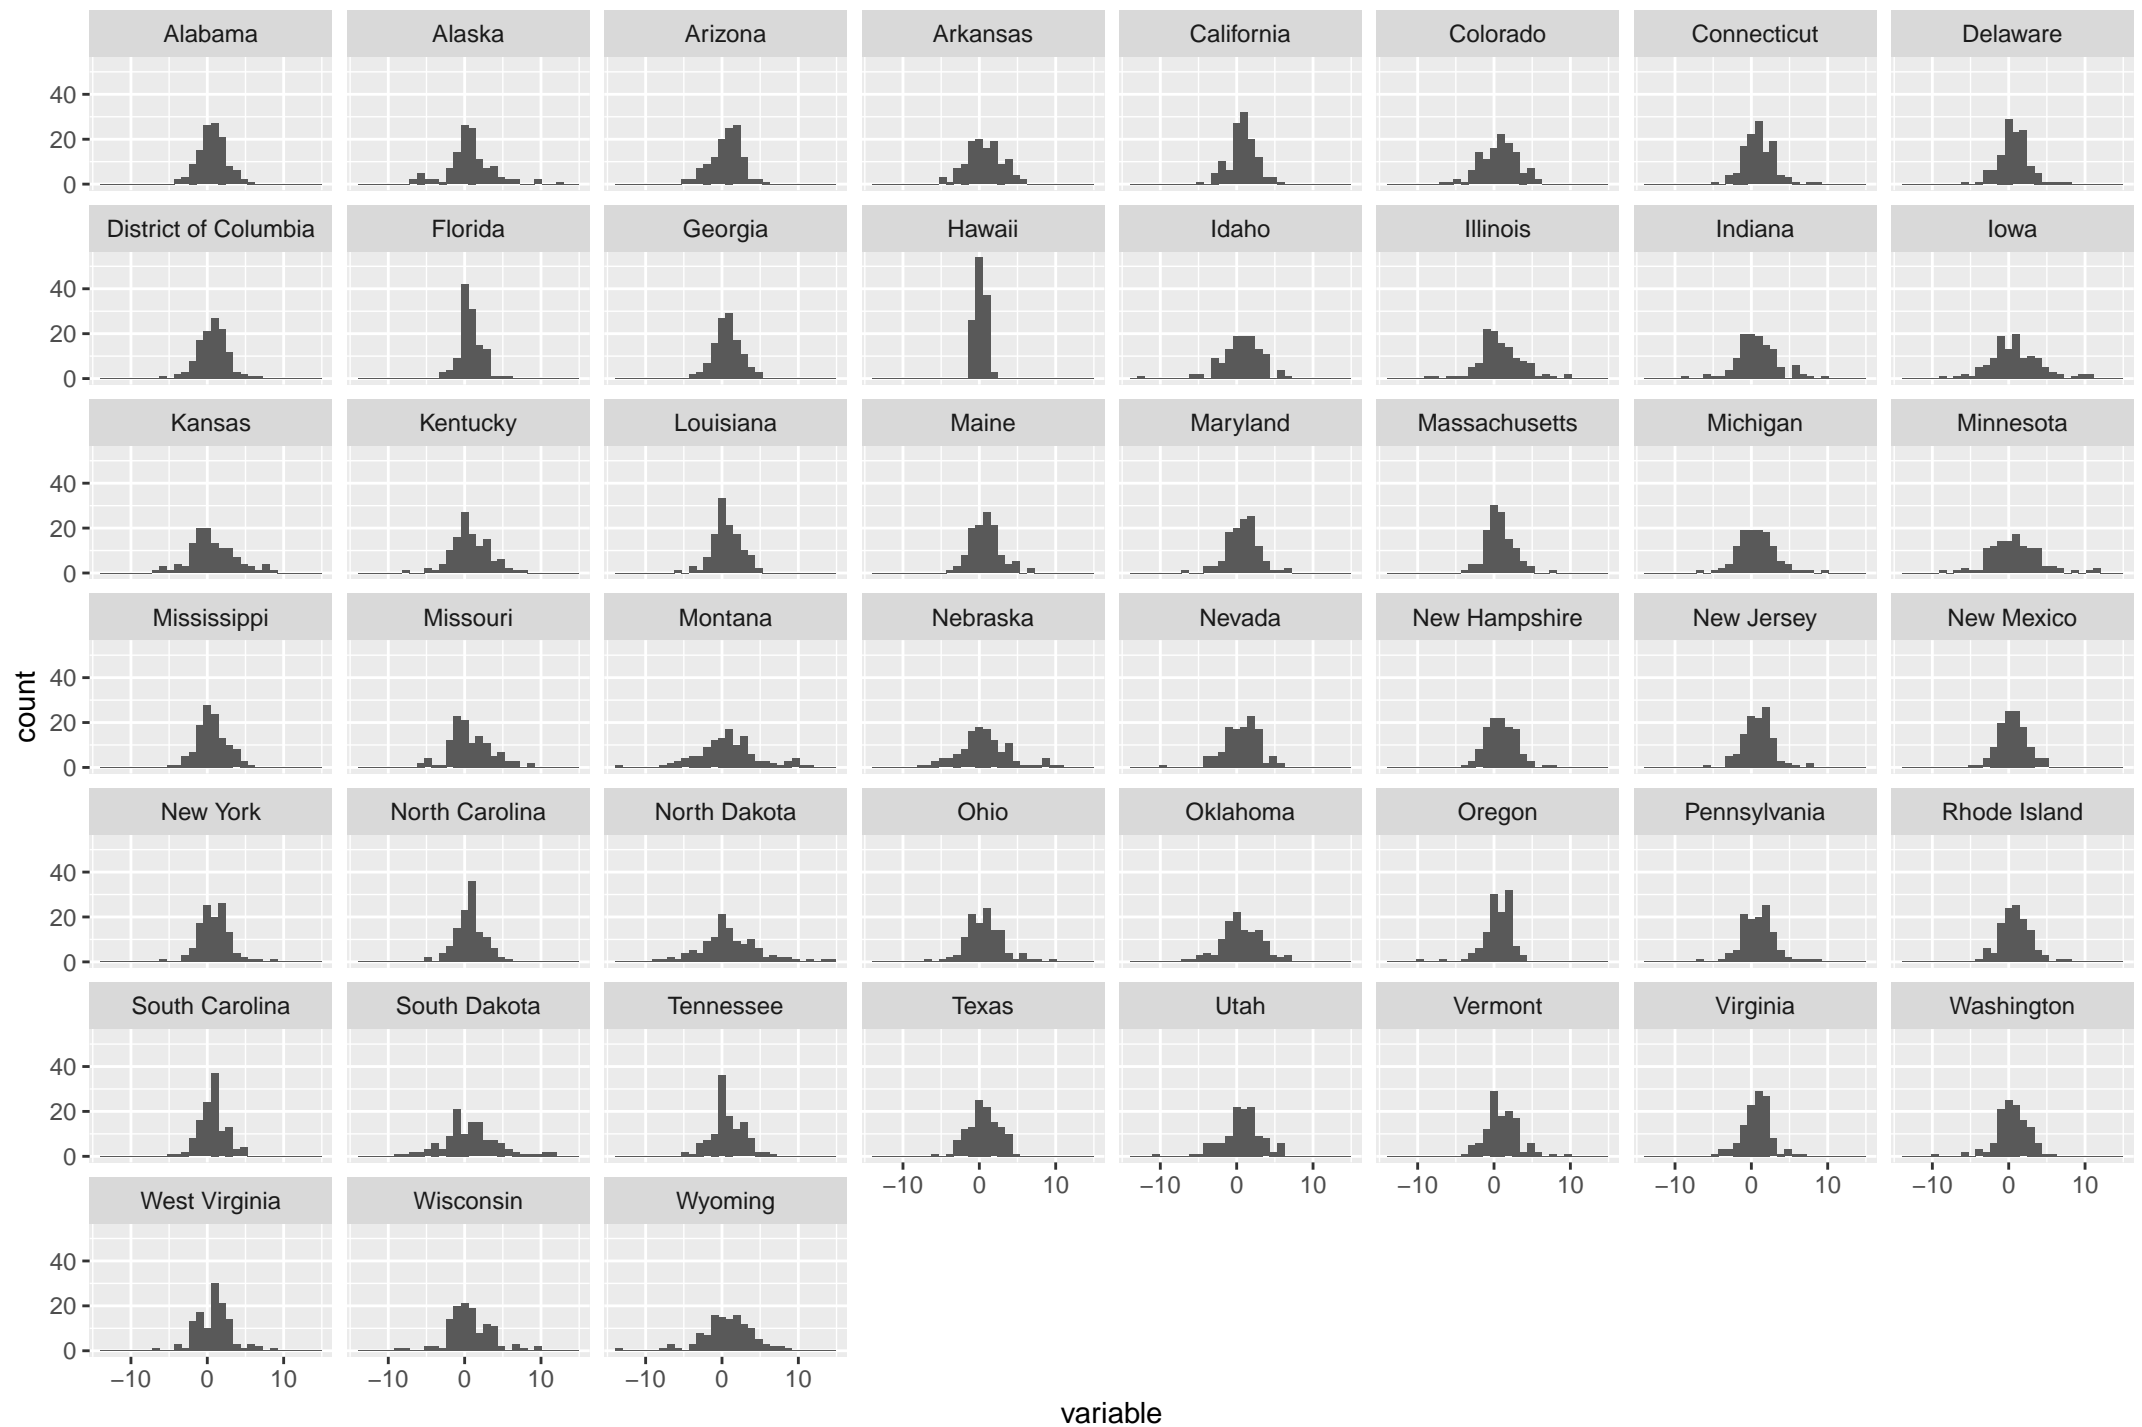 Alabama Alaska Arizona Arkansas California Colorado Connecticut Delaware
40
20
0
District of Columbia Florida Georgia Hawaii Idaho Illinois Indiana Iowa
40
20
0
Kansas Kentucky Louisiana Maine Maryland Massachusetts Michigan Minnesota
40
20
0
Mississippi Missouri Montana Nebraska Nevada New Hampshire New Jersey New Mexico
40
20
0
count
New York North Carolina North Dakota Ohio Oklahoma Oregon Pennsylvania Rhode Island
40
20
0
South Carolina South Dakota Tennessee Texas Utah Vermont Virginia Washington
40
20
0
−10 0 10 −10 0 10 −10 0 10 −10 0 10 −10 0 10
West Virginia Wisconsin Wyoming
40
20
0
−10 0 10 −10 0 10 −10 0 10
variable